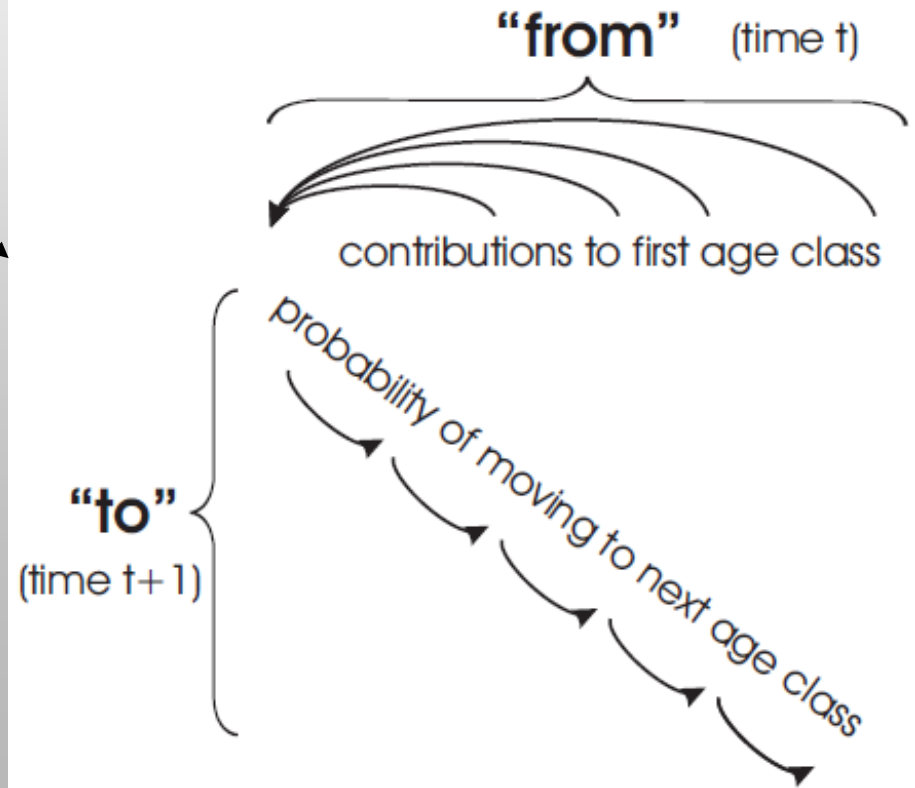 “from” (time t)
contributions to first age class
probability of moving to next age class
“to”
(time t+1)